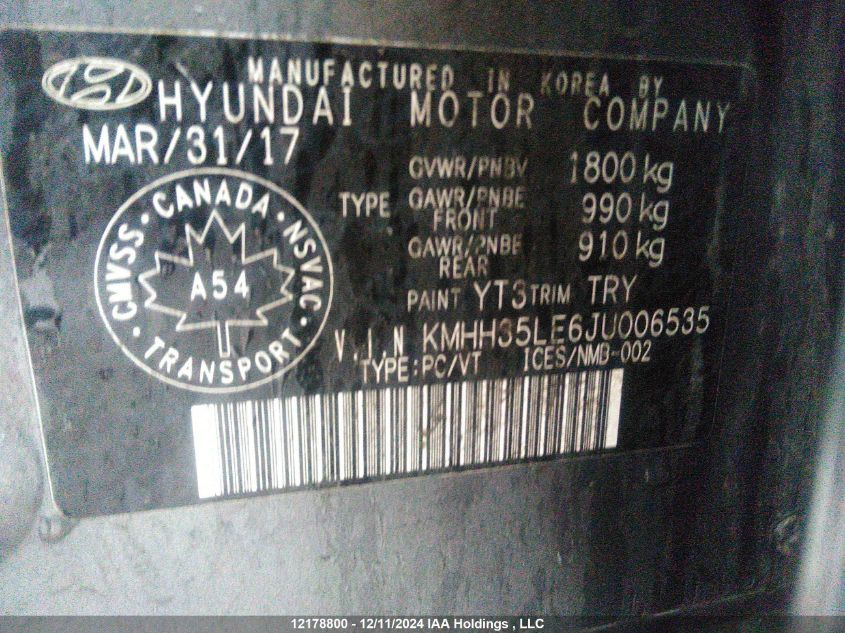 MANUFACTURED IN KOREA BY
HYUNDAI MOTOR COMPANY
MAR/31/17
GVWR/PNBV 1800 kg
TYPE GAWR/PNBE FRONT 990 kg
GAWR/PNBE REAR 910 kg
PAINT YT3 TRIM TRY
V.I.N KMHH35LE6JU006535
TYPE:PC/VT ICES/NMB-002
CANADA
CMVSS · NSVAC
A54
TRANSPORT
12178800 - 12/11/2024 IAA Holdings , LLC